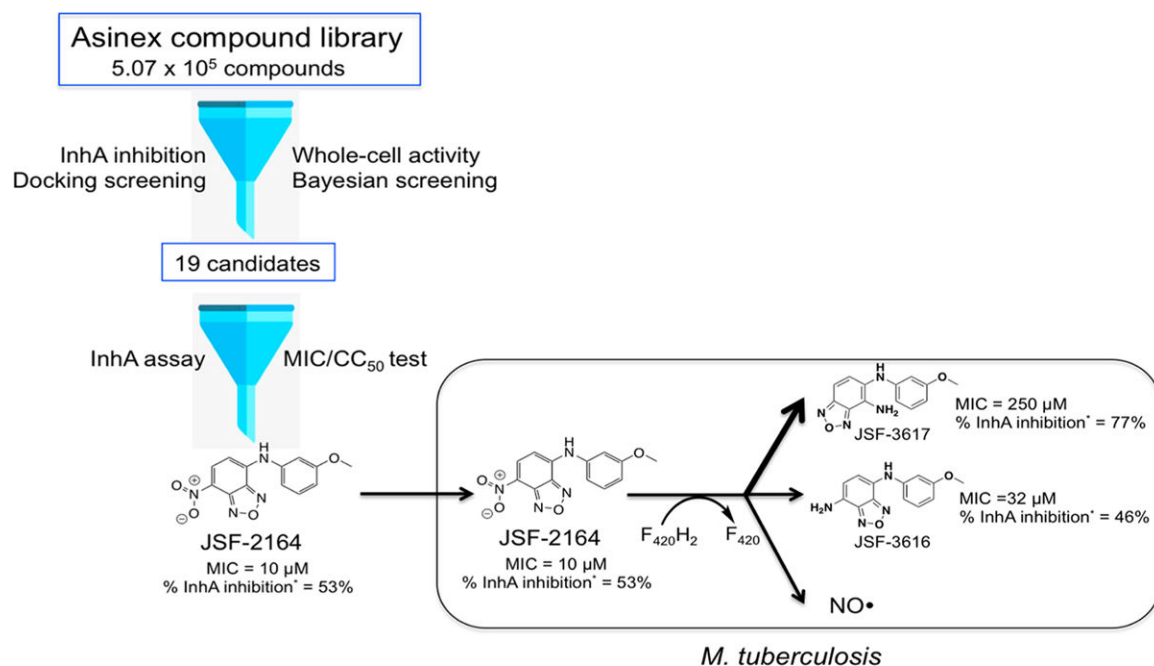 Asinex compound library
5.07 x 10⁵ compounds
InhA inhibition
Docking screening
Whole-cell activity
Bayesian screening
19 candidates
InhA assay
MIC/CC₅₀ test
H
N
O
O
N⁺
O⁻
N
O
N
JSF-2164
MIC = 10 µM
% InhA inhibition* = 53%
H
N
O
O
N⁺
O⁻
N
O
N
JSF-2164
MIC = 10 µM
% InhA inhibition* = 53%
F₄₂₀H₂
F₄₂₀
H
N
O
NH₂
N
O
N
JSF-3617
MIC = 250 µM
% InhA inhibition* = 77%
H
N
O
H₂N
N
O
N
JSF-3616
MIC =32 µM
% InhA inhibition* = 46%
NO•
M. tuberculosis